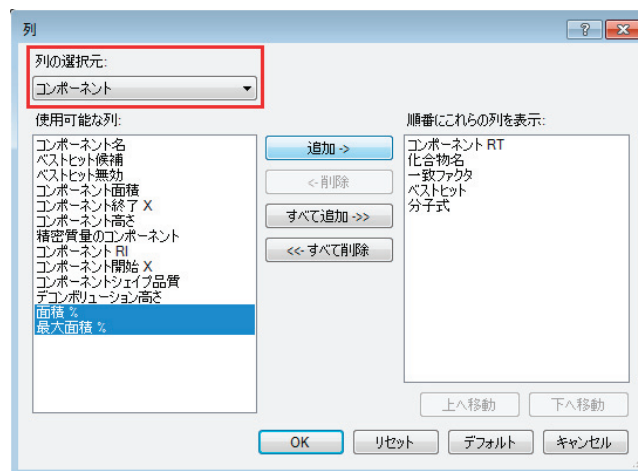 列
列の選択元:
コンポーネント
使用可能な列:
コンポーネント名
ベストヒット候補
ベストヒット無効
コンポーネント面積
コンポーネント終了 X
コンポーネント高さ
精密質量のコンポーネント
コンポーネント RI
コンポーネント開始 X
コンポーネントシェイプ品質
デコンボリューション高さ
面積 %
最大面積 %
追加 ->
<- 削除
すべて追加 ->>
<<- すべて削除
順番にこれらの列を表示:
コンポーネント RT
化合物名
一致ファクタ
ベストヒット
分子式
上へ移動
下へ移動
OK
リセット
デフォルト
キャンセル